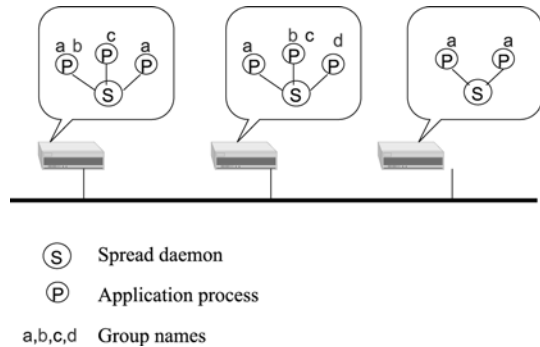 a b c a
P P P
S
a b c d
P P P
S
a a
P P
S
S Spread daemon
P Application process
a,b,c,d Group names